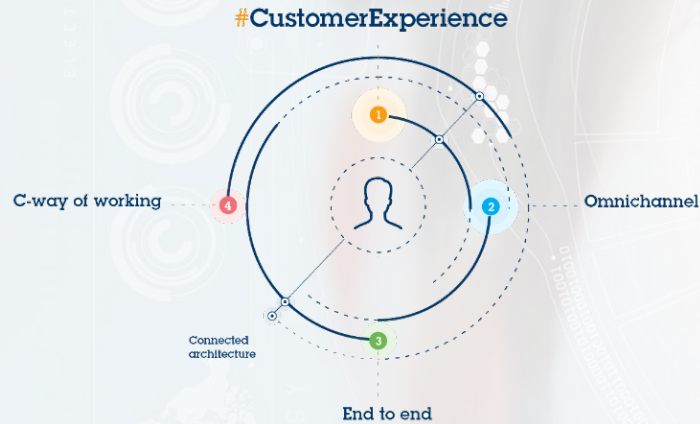 #CustomerExperience
1
C-way of working
4
2
Omnichannel
3
Connected
architecture
End to end